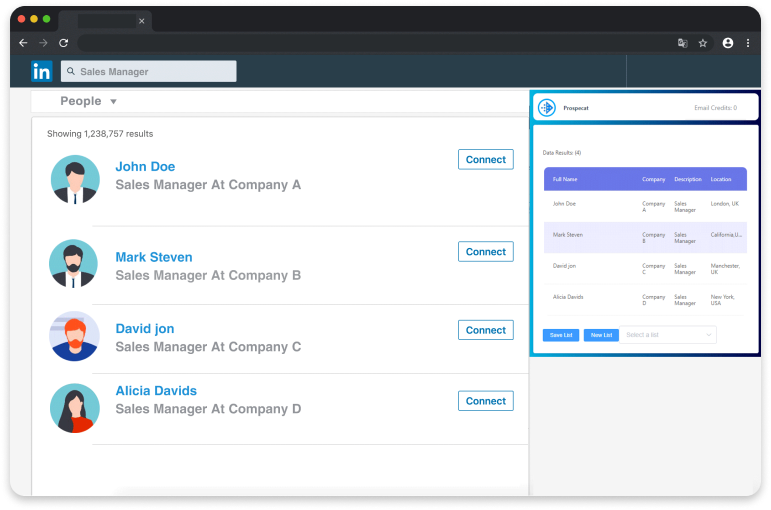 in
Sales Manager
People
Showing 1,238,757 results
John Doe
Sales Manager At Company A
Connect
Mark Steven
Sales Manager At Company B
Connect
David jon
Sales Manager At Company C
Connect
Alicia Davids
Sales Manager At Company D
Connect
Prospecat
Email Credits: 0
Data Results: (4)
Full Name Company Description Location
John Doe Company Sales London, UK
A Manager
Mark Steven Company Sales California,U...
B Manager
David jon Company Sales Manchester,
C Manager UK
Alicia Davids Company Sales New York,
D Manager USA
Save List New List Select a list